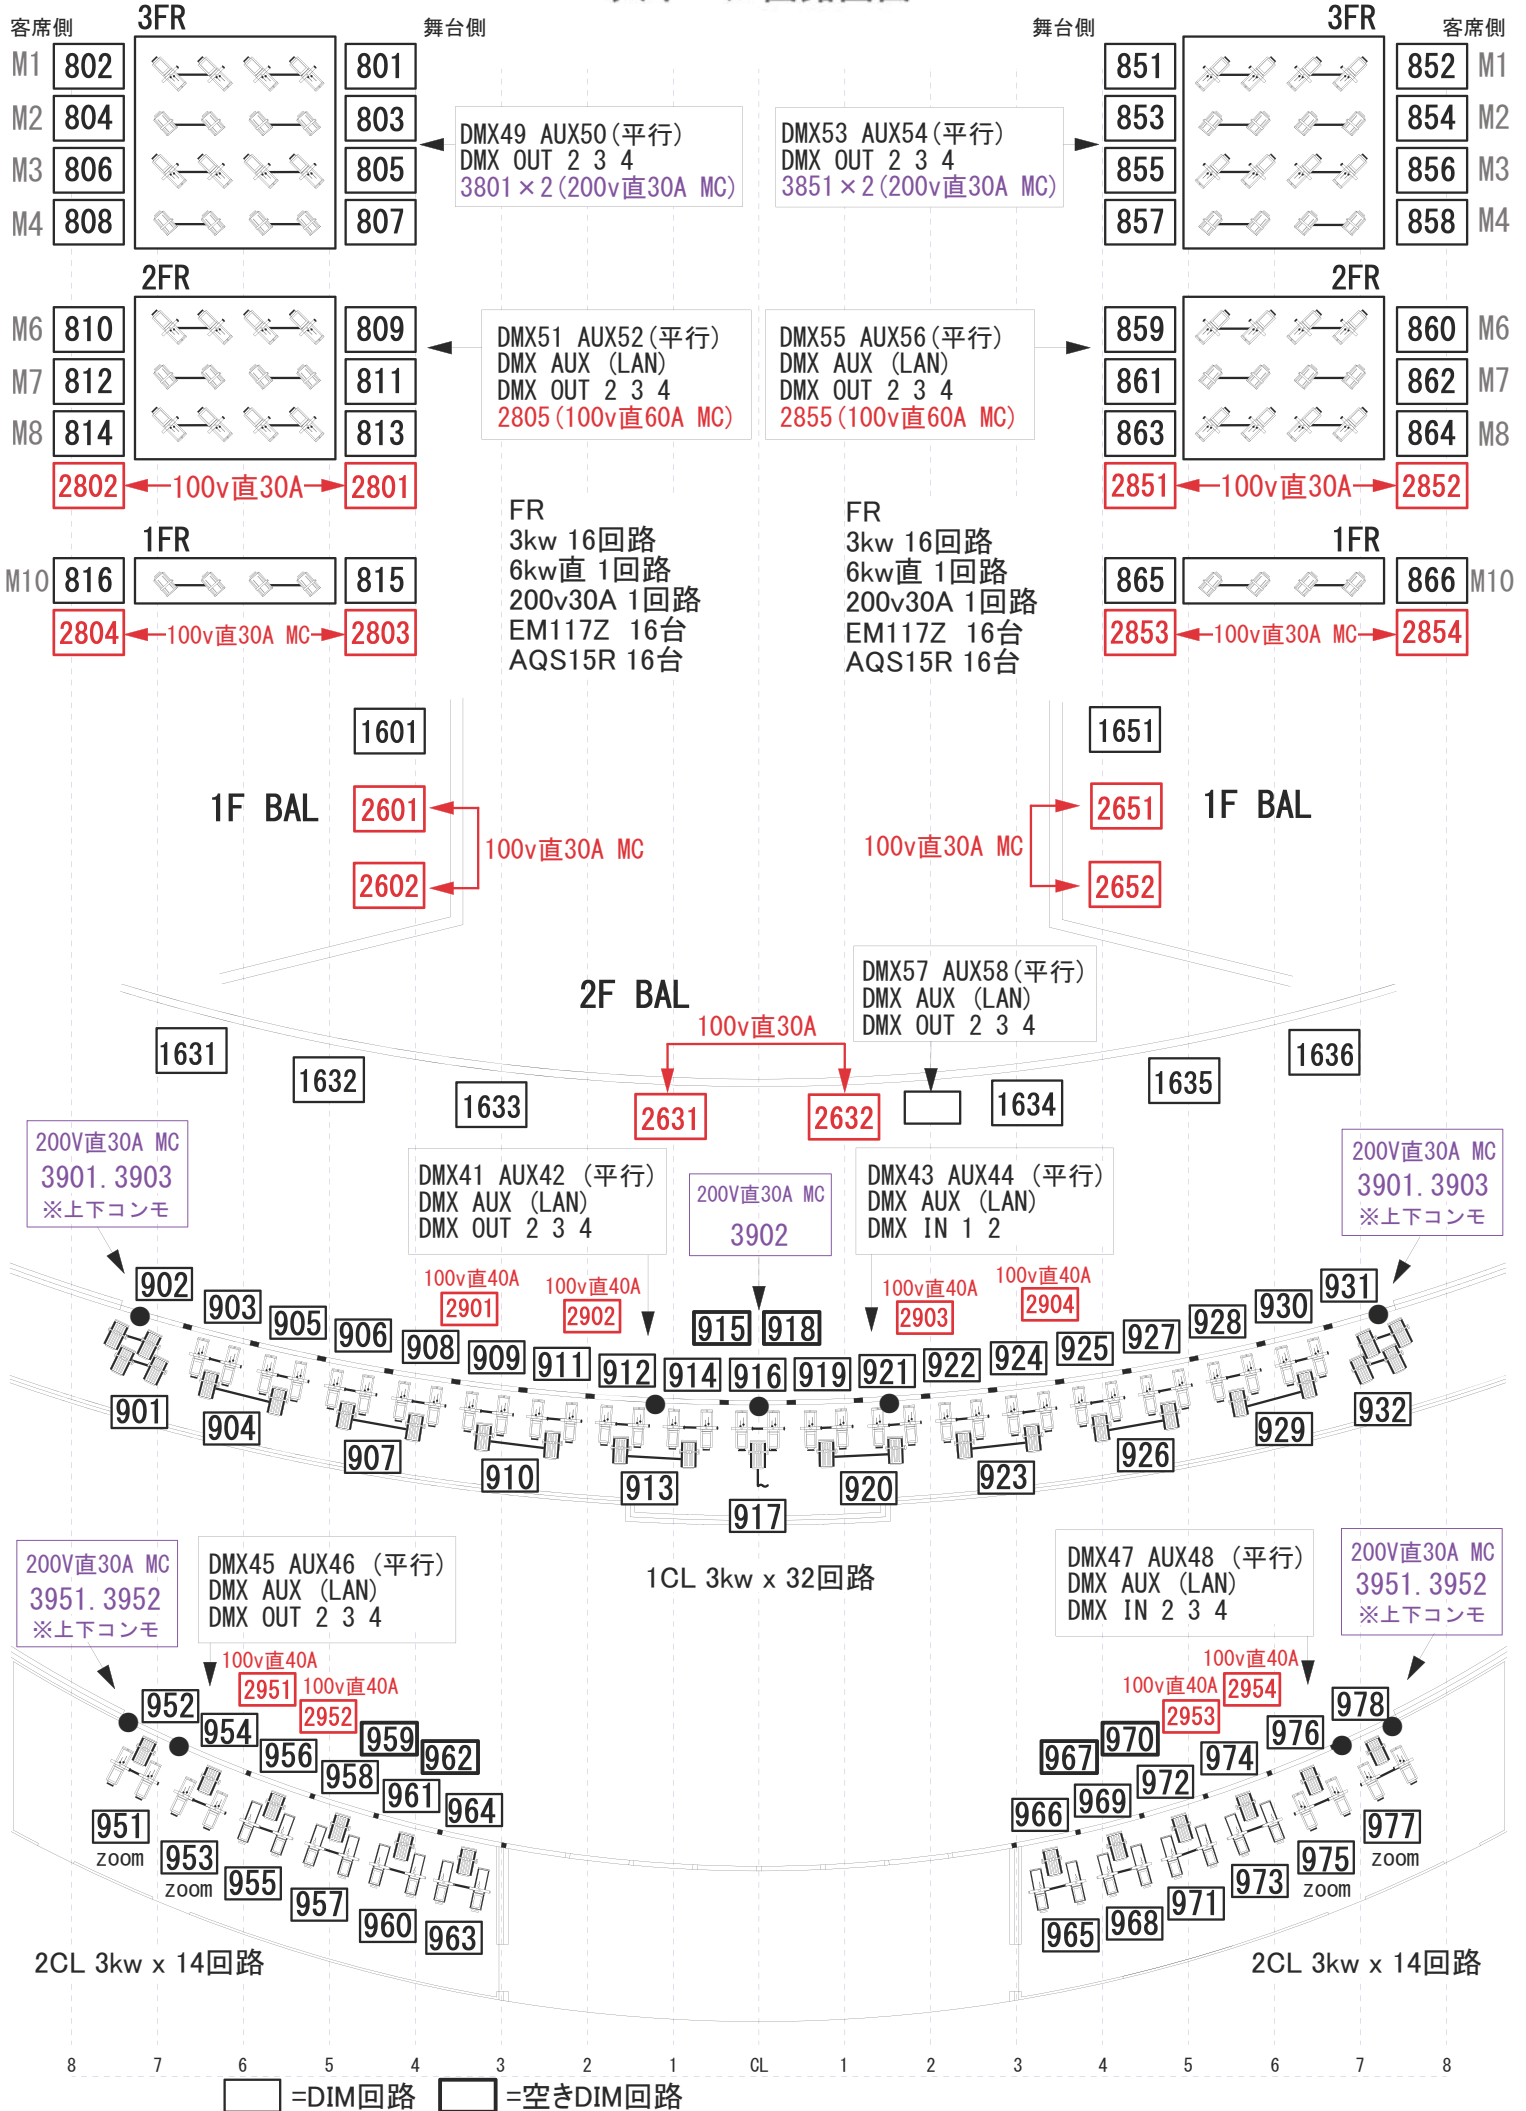 3FR
3FR
客席側
舞台側
舞台側
客席側
M1 802 801
851 852 M1
M2 804 803
853 854 M2
M3 806 805
855 856 M3
M4 808 807
857 858 M4
DMX49 AUX50(平行)
DMX OUT 2 3 4
3801×2(200v直30A MC)
DMX53 AUX54(平行)
DMX OUT 2 3 4
3851×2(200v直30A MC)
2FR
2FR
M6 810 809
859 860 M6
M7 812 811
861 862 M7
M8 814 813
863 864 M8
2802 100v直30A 2801
2851 100v直30A 2852
DMX51 AUX52(平行)
DMX AUX (LAN)
DMX OUT 2 3 4
2805(100v直60A MC)
DMX55 AUX56(平行)
DMX AUX (LAN)
DMX OUT 2 3 4
2855(100v直60A MC)
1FR
1FR
M10 816 815
865 866 M10
2804 100v直30A MC 2803
2853 100v直30A MC 2854
FR
3kw 16回路
6kw直 1回路
200v30A 1回路
EM117Z 16台
AQS15R 16台
FR
3kw 16回路
6kw直 1回路
200v30A 1回路
EM117Z 16台
AQS15R 16台
1601
1651
1F BAL
2601
2602
100v直30A MC
1F BAL
2651
2652
100v直30A MC
2F BAL
100v直30A
DMX57 AUX58(平行)
DMX AUX (LAN)
DMX OUT 2 3 4
1631
1632
1633
2631
2632
1634
1635
1636
200V直30A MC
3901.3903
※上下コンモ
DMX41 AUX42 (平行)
DMX AUX (LAN)
DMX OUT 2 3 4
200V直30A MC
3902
DMX43 AUX44 (平行)
DMX AUX (LAN)
DMX IN 1 2
200V直30A MC
3901.3903
※上下コンモ
100v直40A
2901
100v直40A
2902
100v直40A
2903
100v直40A
2904
902
903
905
906
908
909
911
912
914
915
916
918
919
921
922
924
925
927
928
930
931
901
904
907
910
913
917
920
923
926
929
932
1CL 3kw x 32回路
200V直30A MC
3951.3952
※上下コンモ
DMX45 AUX46 (平行)
DMX AUX (LAN)
DMX OUT 2 3 4
DMX47 AUX48 (平行)
DMX AUX (LAN)
DMX IN 2 3 4
200V直30A MC
3951.3952
※上下コンモ
100v直40A
2951
100v直40A
2952
100v直40A
2953
100v直40A
2954
952
954
956
958
959
961
962
964
966
967
969
970
972
974
976
978
951
zoom
953
zoom
955
957
960
963
965
968
971
973
975
zoom
977
zoom
2CL 3kw x 14回路
2CL 3kw x 14回路
8 7 6 5 4 3 2 1 CL 1 2 3 4 5 6 7 8
=DIM回路 =空きDIM回路